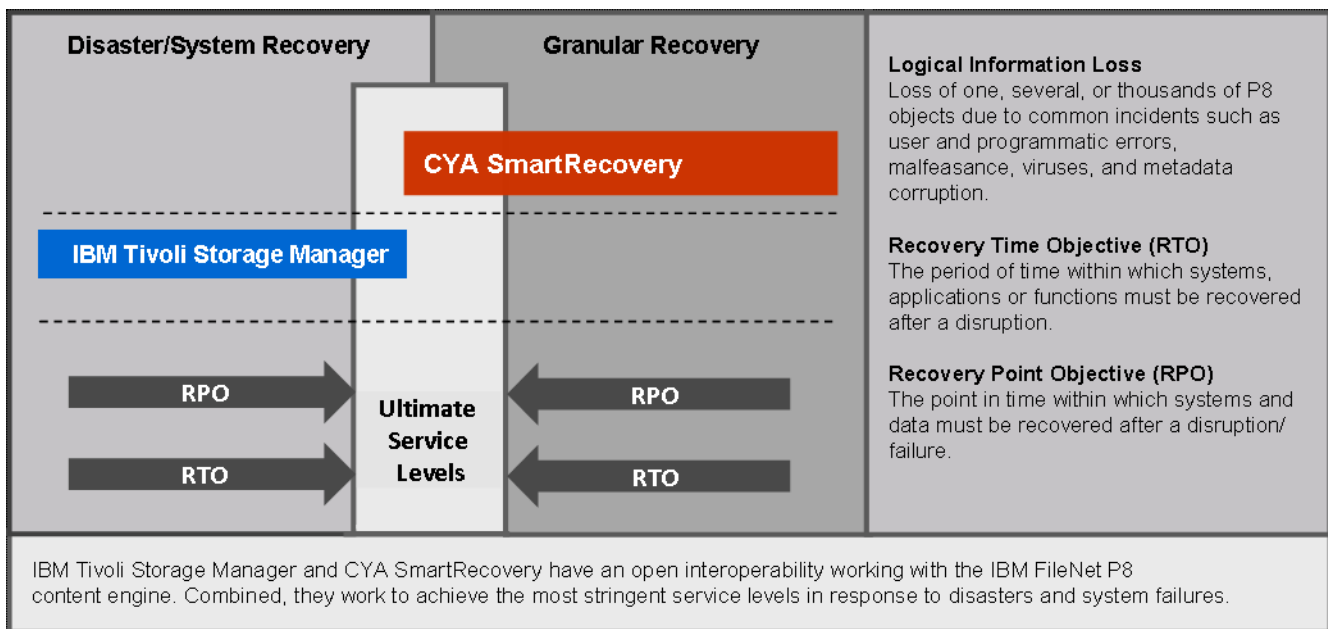 Disaster/System Recovery
Granular Recovery
CYA SmartRecovery
IBM Tivoli Storage Manager
RPO
RPO
Ultimate
Service
Levels
RTO
RTO
Logical Information Loss
Loss of one, several, or thousands of P8
objects due to common incidents such as
user and programmatic errors,
malfeasance, viruses, and metadata
corruption.
Recovery Time Objective (RTO)
The period of time within which systems,
applications or functions must be recovered
after a disruption.
Recovery Point Objective (RPO)
The point in time within which systems and
data must be recovered after a disruption/
failure.
IBM Tivoli Storage Manager and CYA SmartRecovery have an open interoperability working with the IBM FileNet P8
content engine. Combined, they work to achieve the most stringent service levels in response to disasters and system failures.